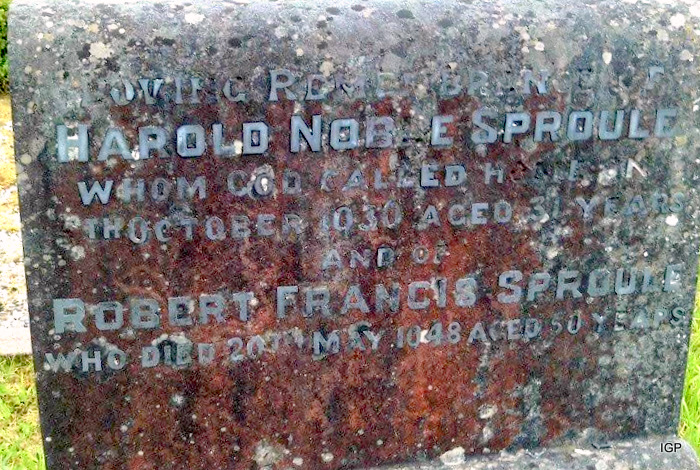 LOVING REMEMBRANCE OF
HAROLD NOBLE SPROULE
WHOM GOD CALLED HOME ON
TH OCTOBER 1930 AGED 31 YEARS
AND OF
ROBERT FRANCIS SPROULE
WHO DIED 20TH MAY 1948 AGED 50 YEARS
IGP